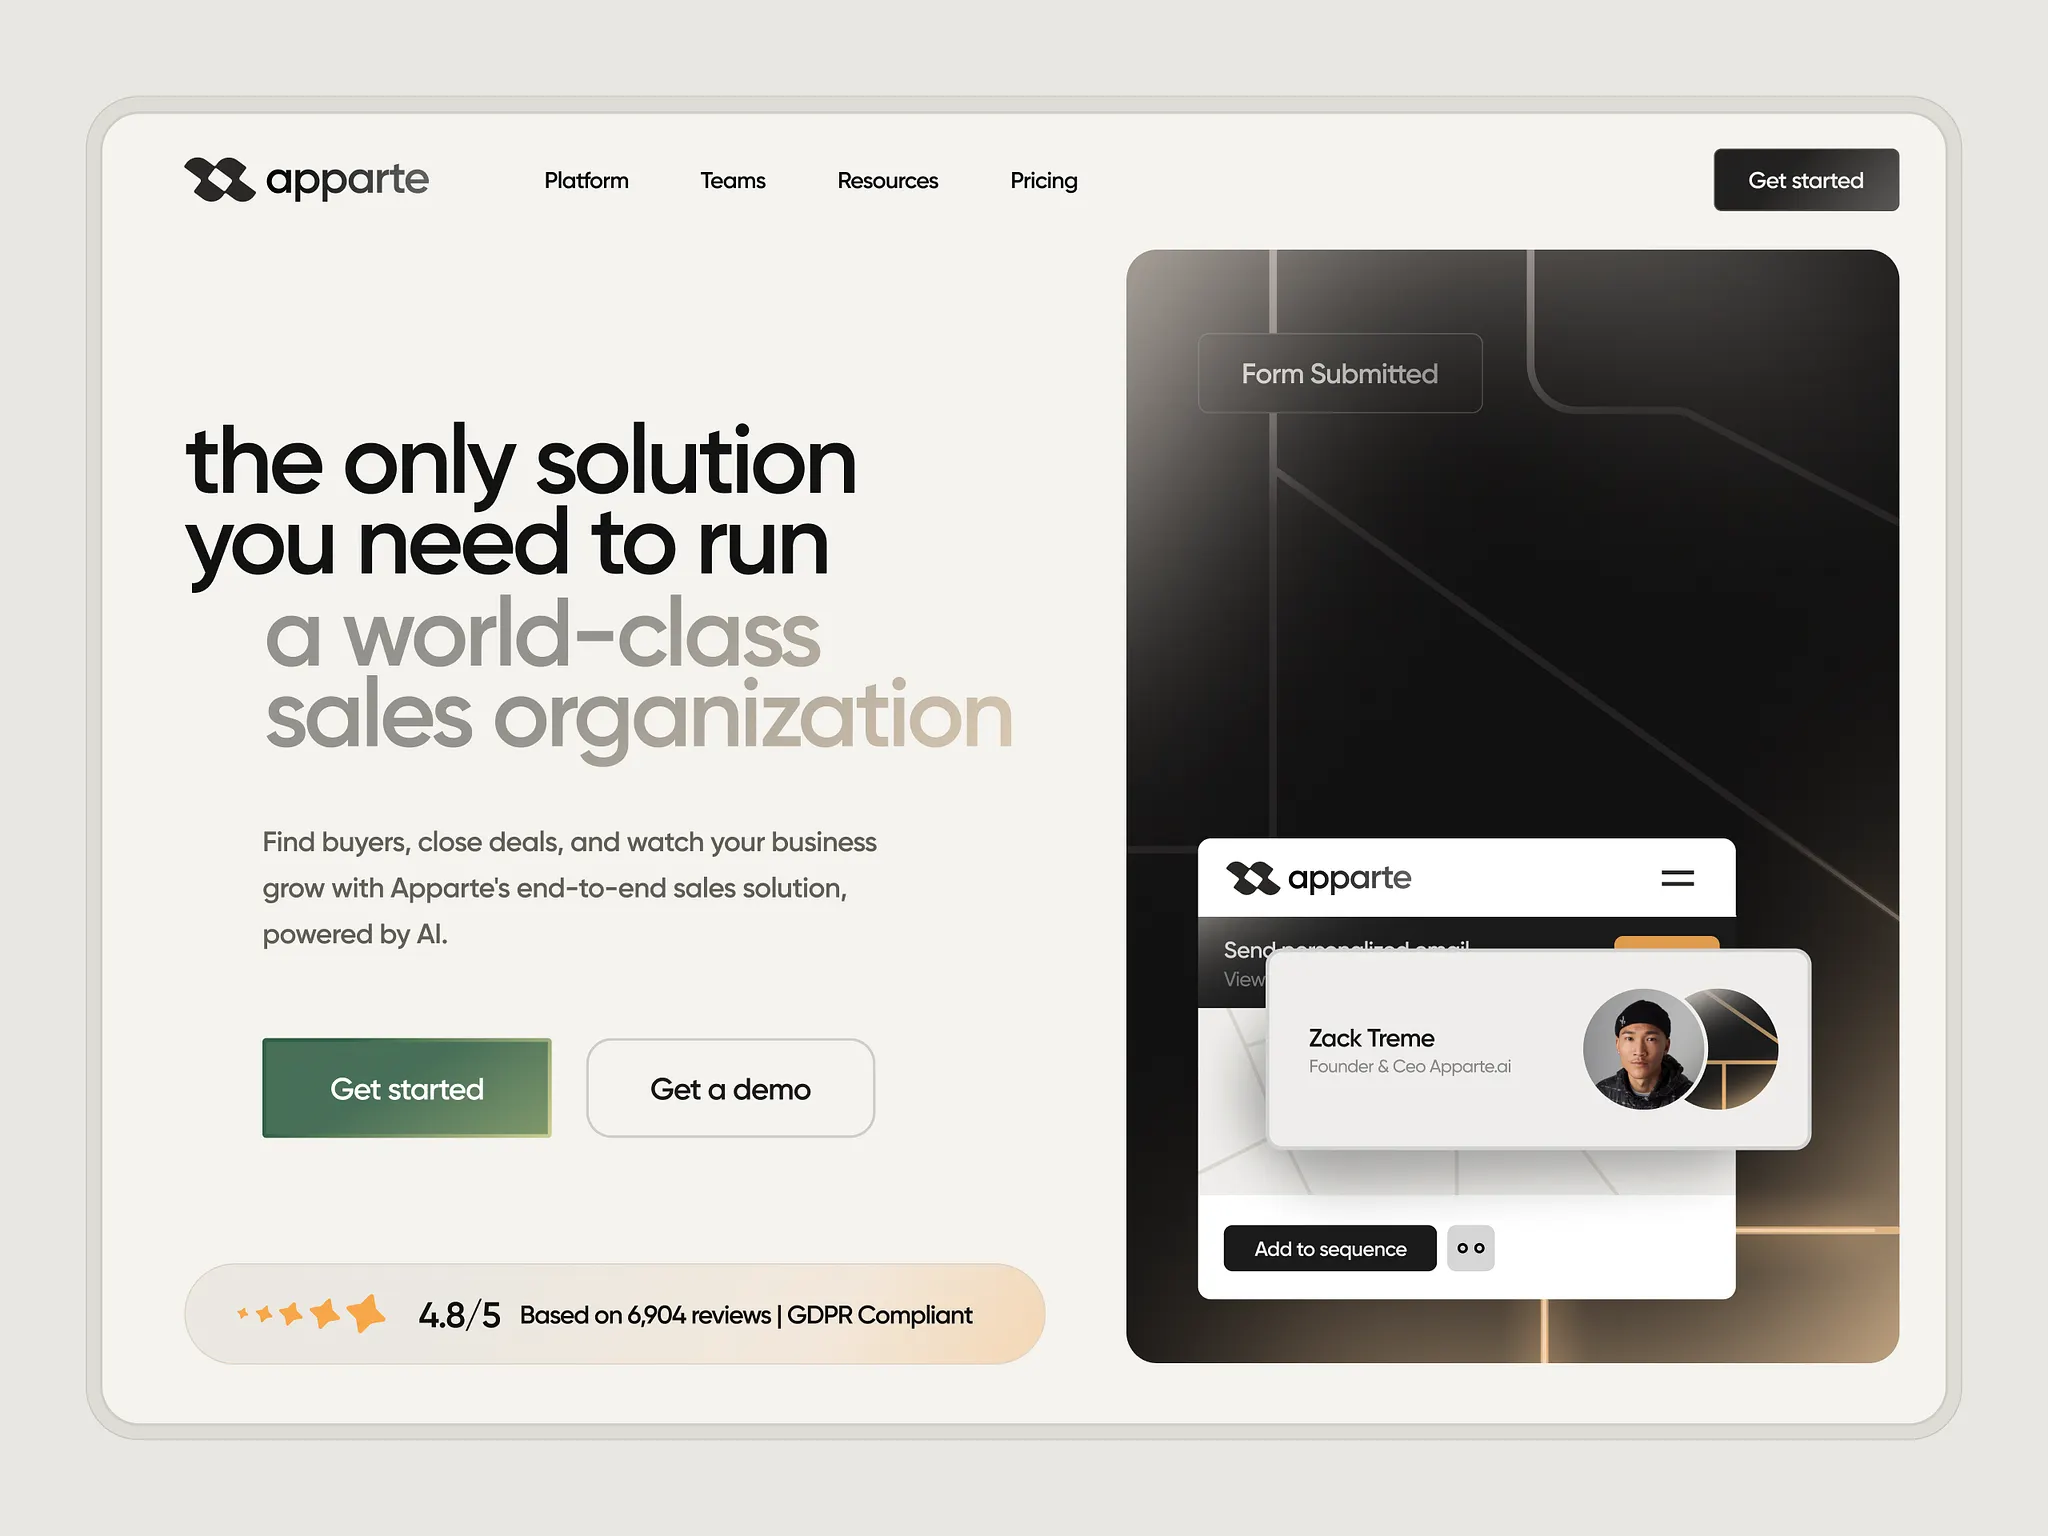 apparte
Platform
Teams
Resources
Pricing
Get started
the only solution
you need to run
a world-class
sales organization
Find buyers, close deals, and watch your business
grow with Apparte's end-to-end sales solution,
powered by AI.
Get started
Get a demo
4.8/5 Based on 6,904 reviews | GDPR Compliant
Form Submitted
apparte
Send personalized email
View
Zack Treme
Founder & Ceo Apparte.ai
Add to sequence